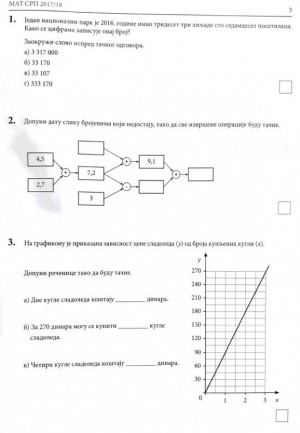 МАТ СРП 2017/18
3
1. Један национални парк је 2016. године имао тридесет три хиљаде сто седамдесет посетилаца.
Како се цифрама записује овај број?
Заокружи слово испред тачног одговора.
а) 3 317 000
б) 33 170
в) 33 107
г) 333 170
2. Допуни дату слику бројевима који недостају, тако да све извршене операције буду тачне.
4,5
+
9,1
2,7
+
7,2
+
3
3. На графикону је приказана зависност цене сладоледа (y) од броја купљених кугли (x).
Допуни реченице тако да буду тачне.
а) Две кугле сладоледа коштају ________ динара.
б) За 270 динара могу се купити ________ кугле
сладоледа.
в) Четири кугле сладоледа коштају ________ динара.
y
270
240
210
180
150
120
90
60
30
0
1
2
3
x